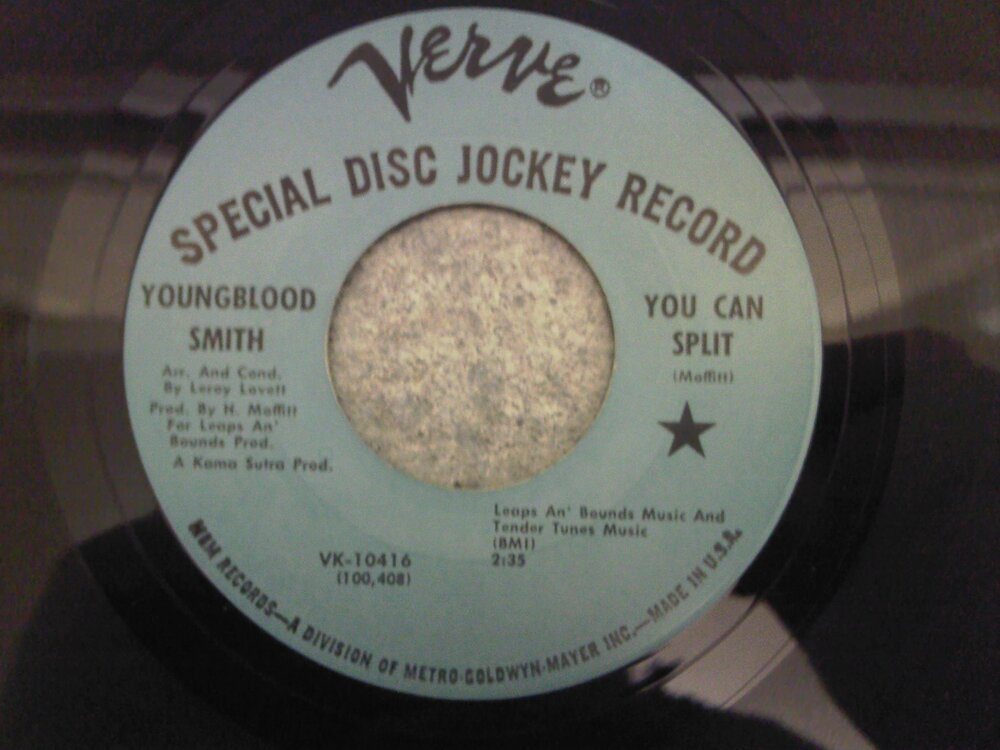 Verve®
SPECIAL DISC JOCKEY RECORD
YOUNGBLOOD
SMITH
Arr. And Cond.
By Leroy Lovett
Prod. By H. Moffitt
For Leaps An'
Bounds Prod.
A Kama Sutra Prod.
YOU CAN
SPLIT
(Moffitt)
Leaps An' Bounds Music And
Tender Tunes Music
(BMI)
2:35
VK-10416
(100,408)
MGM RECORDS—A DIVISION OF METRO-GOLDWYN-MAYER INC.—MADE IN U.S.A.